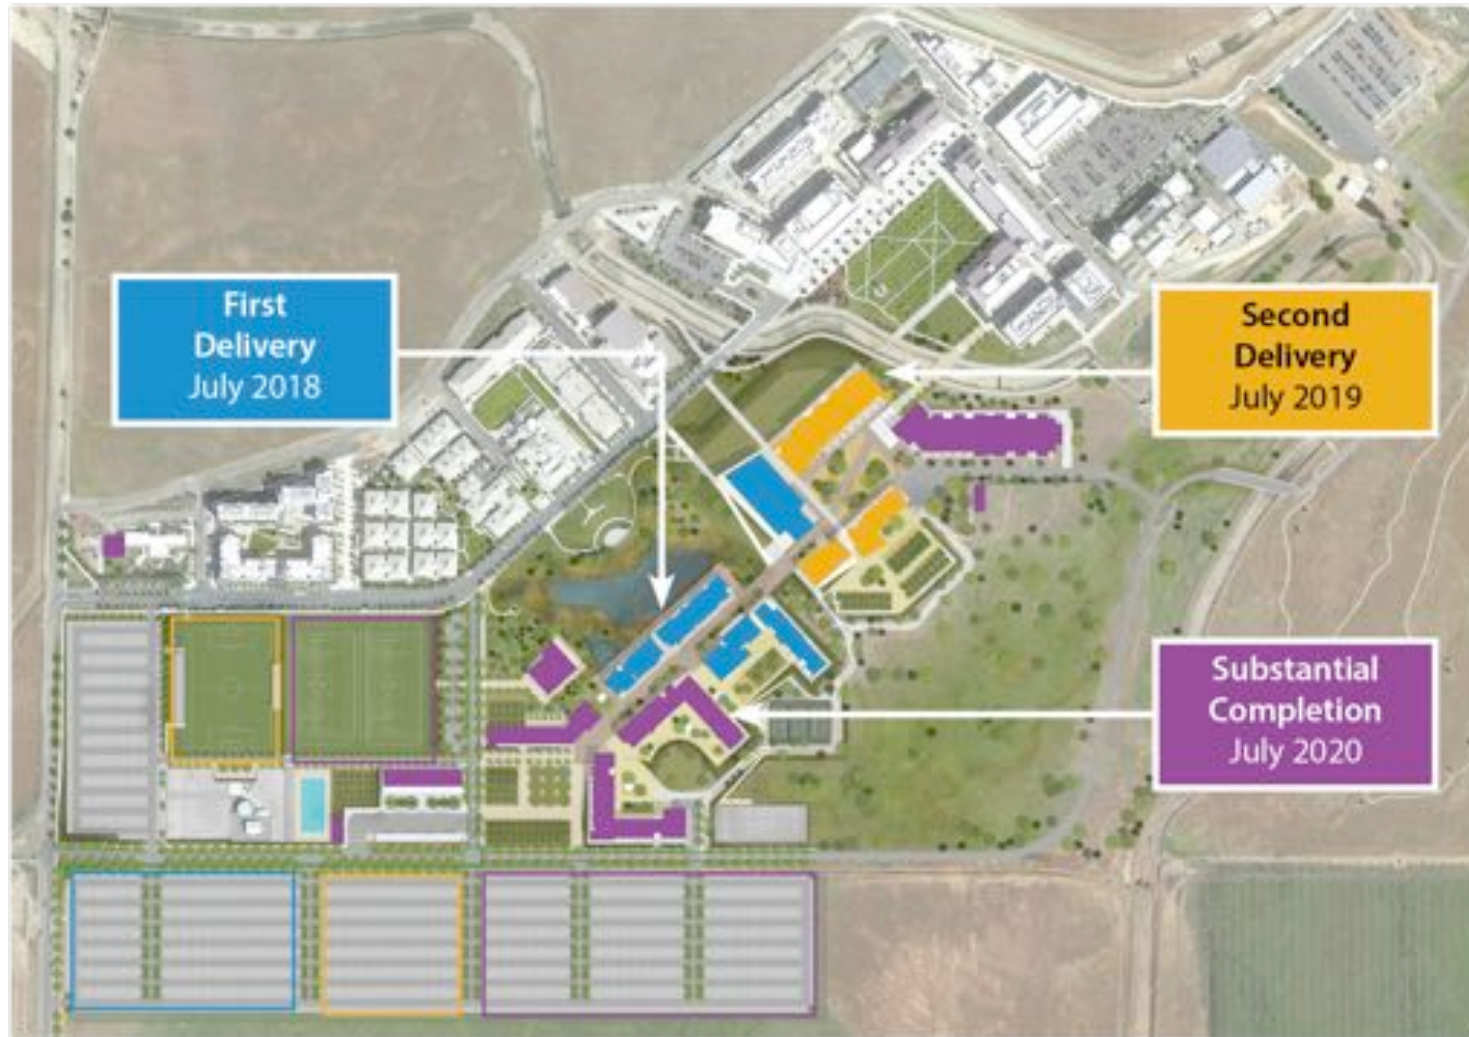 First
Delivery
July 2018
Second
Delivery
July 2019
Substantial
Completion
July 2020